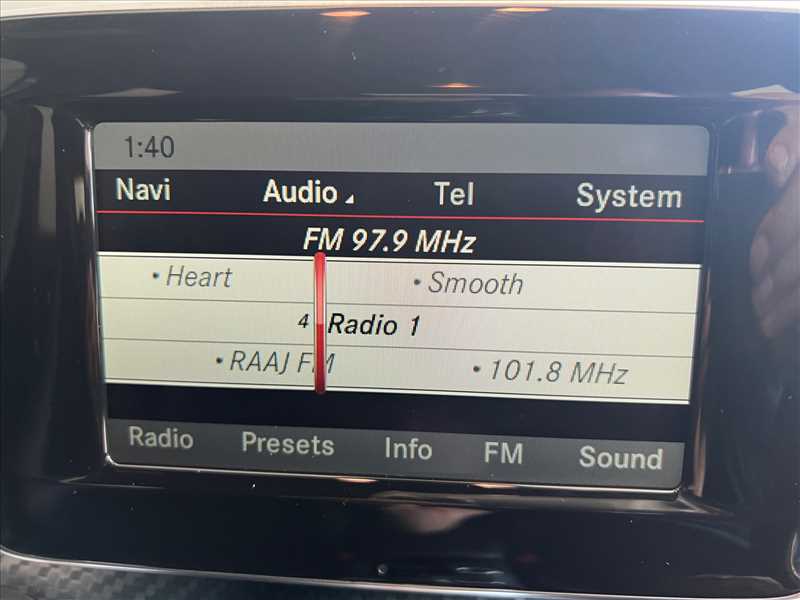 1:40
Navi Audio Tel System
FM 97.9 MHz
• Heart • Smooth
4 Radio 1
• RAAJ FM • 101.8 MHz
Radio Presets Info FM Sound